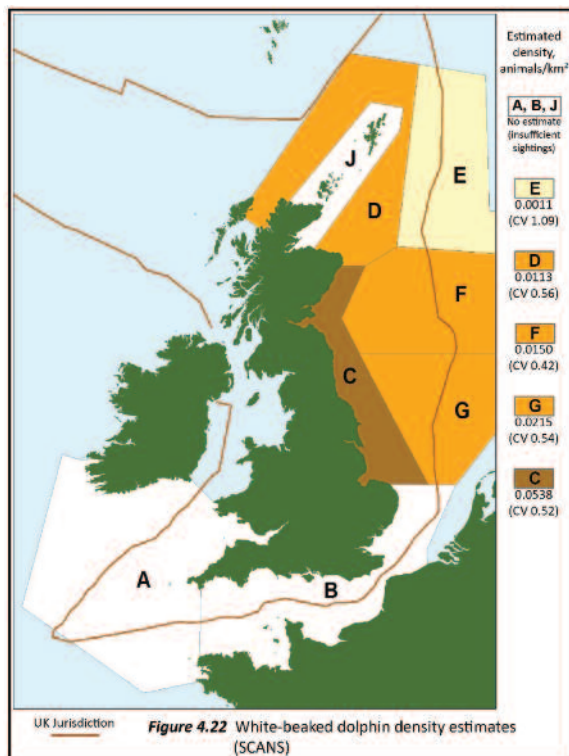 Estimated
density,
animals/km²
A, B, J
No estimate
(insufficient
sightings)
E
0.0011
(CV 1.09)
D
0.0113
(CV 0.56)
F
0.0150
(CV 0.42)
G
0.0215
(CV 0.54)
C
0.0538
(CV 0.52)
J
E
D
F
C
G
A
B
UK Jurisdiction
Figure 4.22 White-beaked dolphin density estimates
(SCANS)